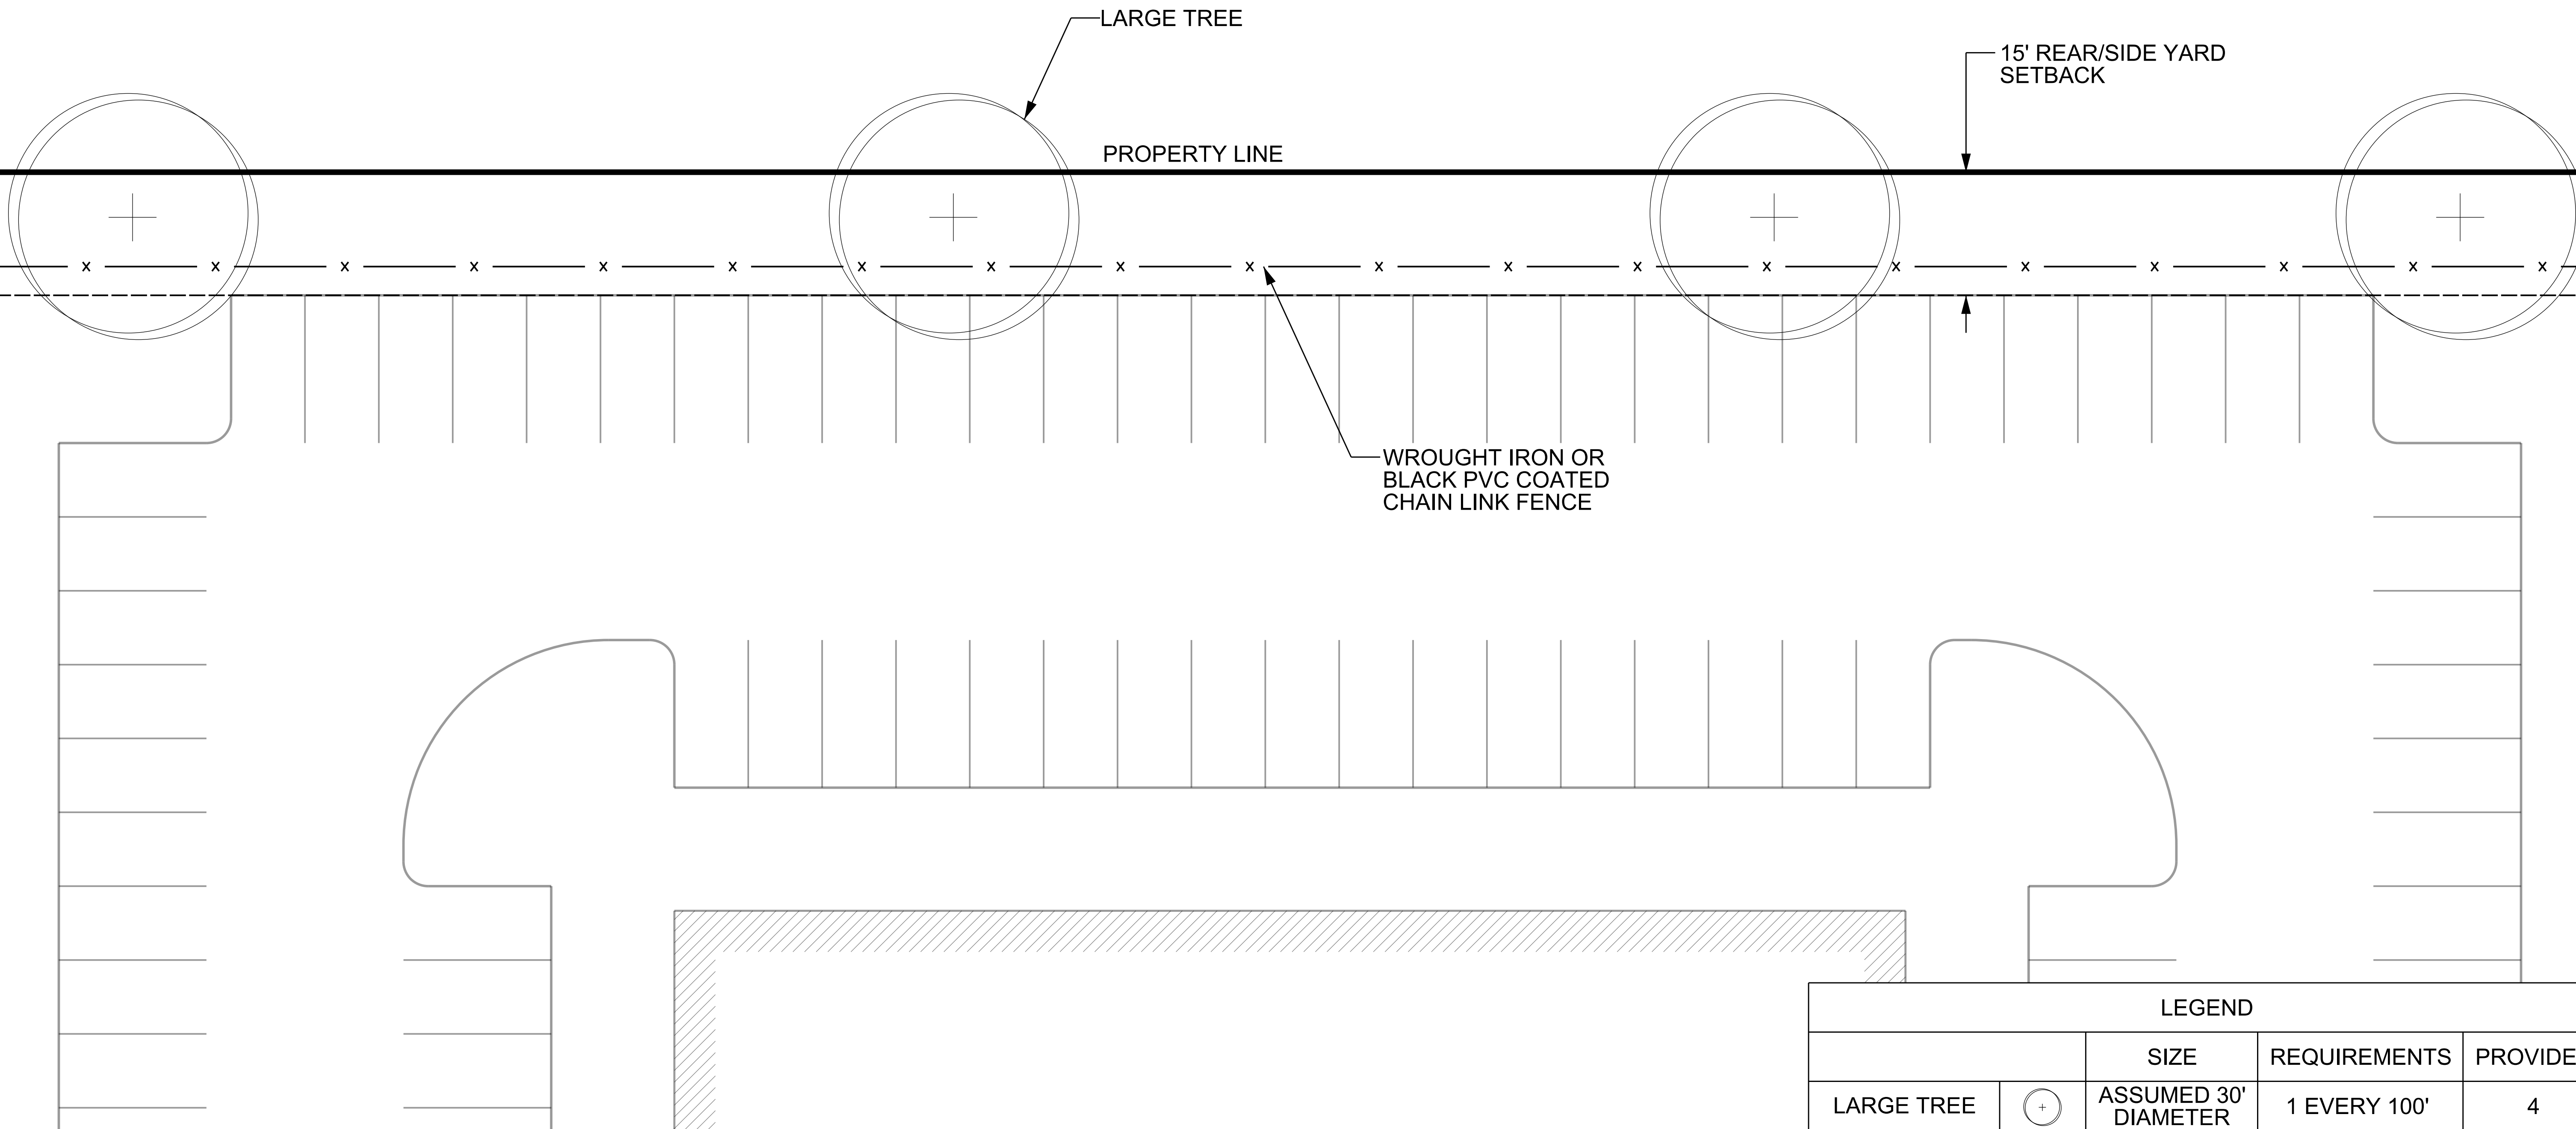 LARGE TREE
15' REAR/SIDE YARD
SETBACK
PROPERTY LINE
WROUGHT IRON OR
BLACK PVC COATED
CHAIN LINK FENCE
LEGEND
SIZE REQUIREMENTS PROVIDE
LARGE TREE ASSUMED 30' DIAMETER 1 EVERY 100' 4